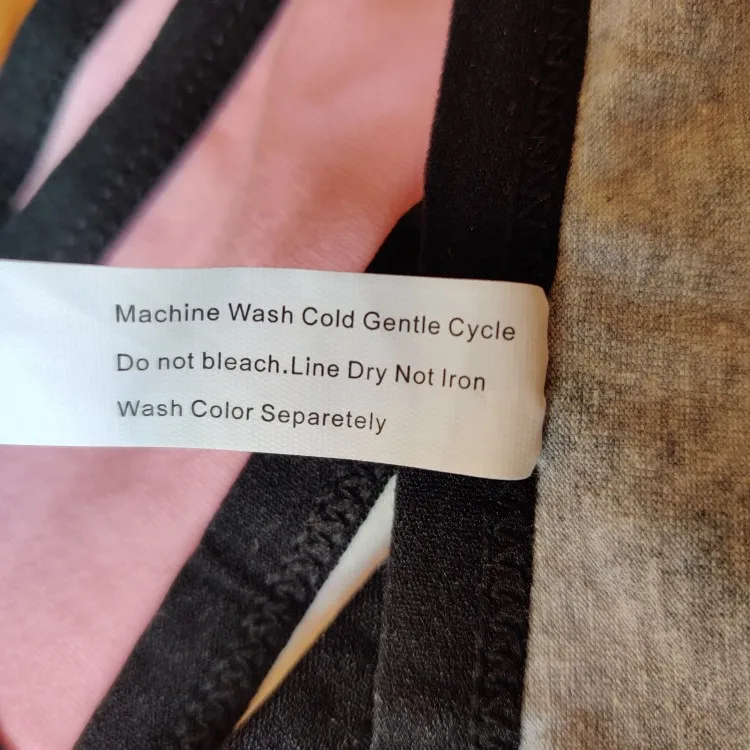 Machine Wash Cold Gentle Cycle
Do not bleach.Line Dry Not Iron
Wash Color Separetely